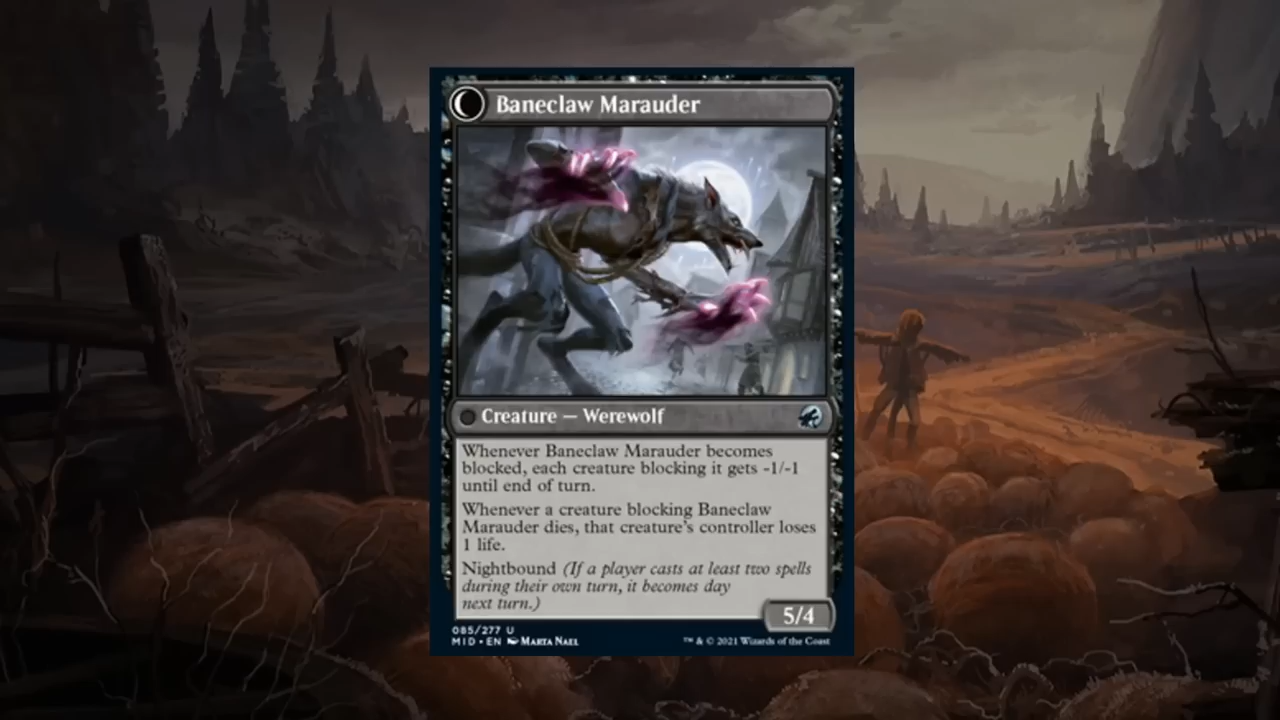 Baneclaw Marauder
Creature — Werewolf
Whenever Baneclaw Marauder becomes
blocked, each creature blocking it gets -1/-1
until end of turn.
Whenever a creature blocking Baneclaw
Marauder dies, that creature's controller loses
1 life.
Nightbound (If a player casts at least two spells
during their own turn, it becomes day
next turn.)
5/4
085/277 U
MID • EN Marta Nael
™ & © 2021 Wizards of the Coast